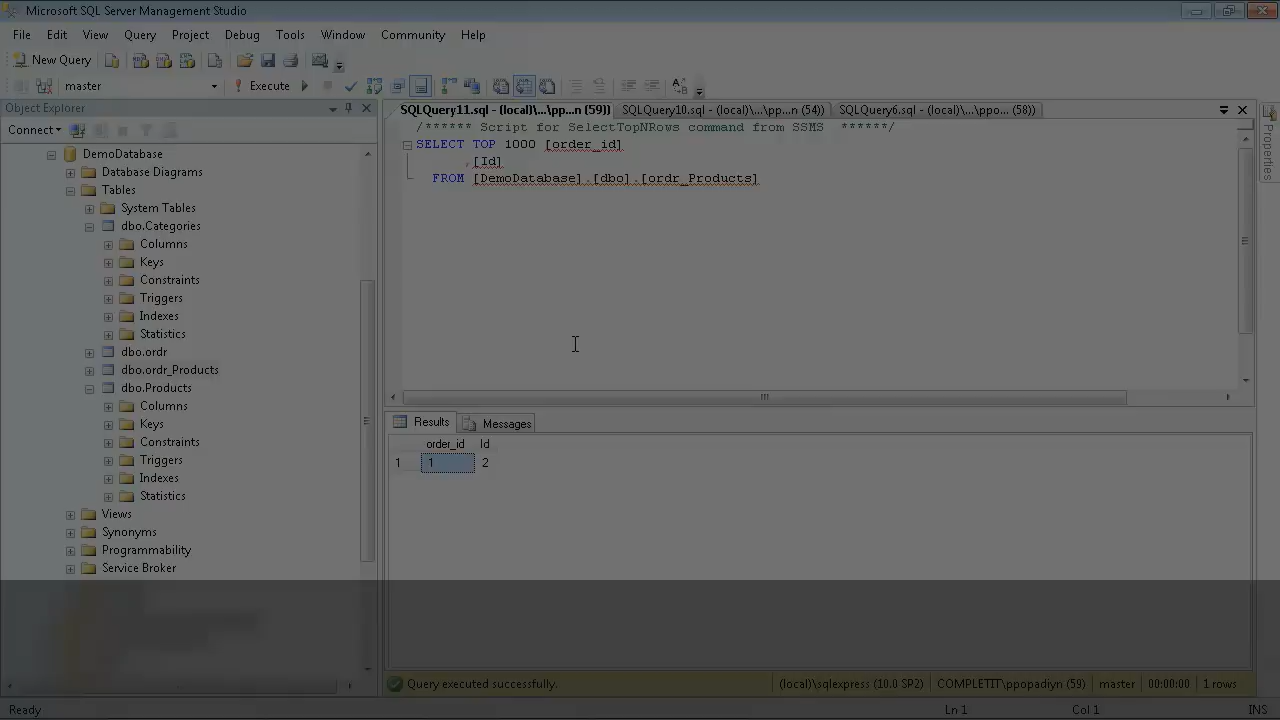 Microsoft SQL Server Management Studio
File Edit View Query Project Debug Tools Window Community Help
New Query
master Execute
Object Explorer
Connect
DemoDatabase
Database Diagrams
Tables
System Tables
dbo.Categories
Columns
Keys
Constraints
Triggers
Indexes
Statistics
dbo.ordr
dbo.ordr_Products
dbo.Products
Columns
Keys
Constraints
Triggers
Indexes
Statistics
Views
Synonyms
Programmability
Service Broker
SQLQuery11.sql - (local)\...\pp...n (59)) SQLQuery10.sql - (local)\...\pp...n (54)) SQLQuery6.sql - (local)\...\ppo... (58))
/****** Script for SelectTopNRows command from SSMS ******/
SELECT TOP 1000 [order_id]
,[Id]
FROM [DemoDatabase].[dbo].[ordr_Products]
Results Messages
order_id Id
1 1 2
Query executed successfully. (local)\sqlexpress (10.0 SP2) COMPLETIT\ppopadiyn (59) master 00:00:00 1 rows
Properties
Ready Ln 1 Col 1 INS